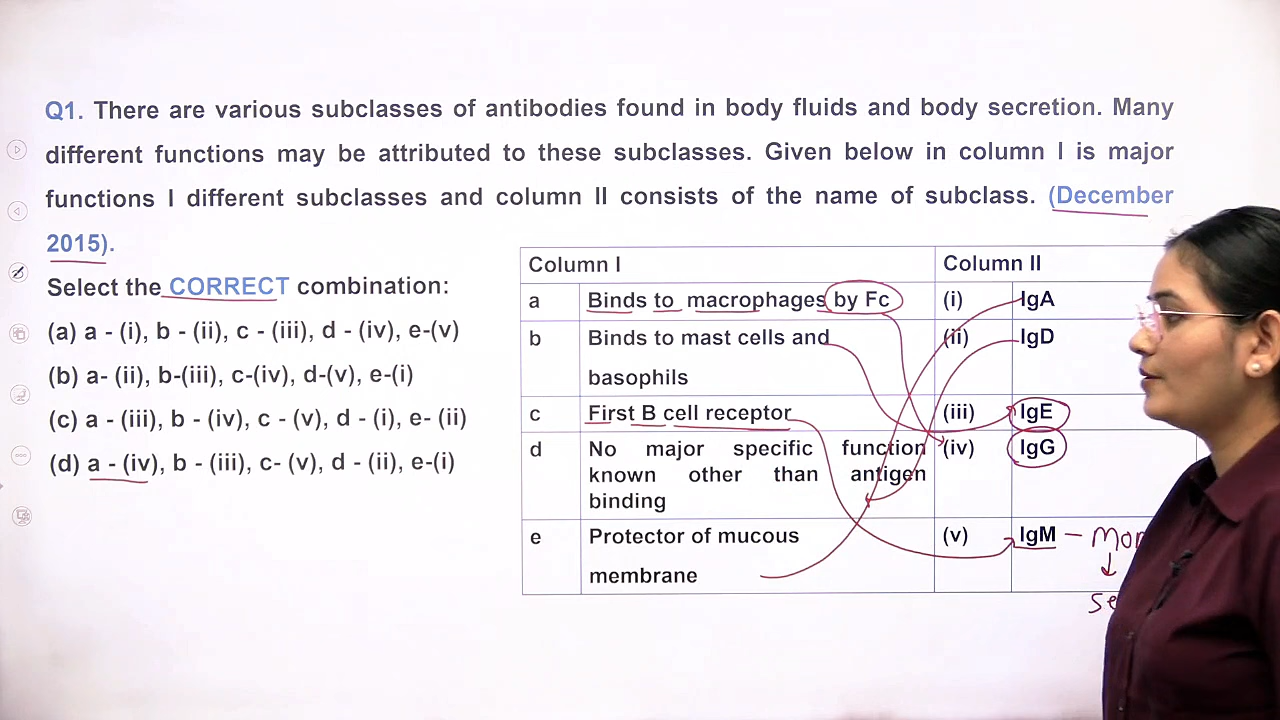 Q1. There are various subclasses of antibodies found in body fluids and body secretion. Many
different functions may be attributed to these subclasses. Given below in column I is major
functions I different subclasses and column II consists of the name of subclass. (December
2015).
Select the CORRECT combination:
(a) a - (i), b - (ii), c - (iii), d - (iv), e-(v)
(b) a- (ii), b-(iii), c-(iv), d-(v), e-(i)
(c) a - (iii), b - (iv), c - (v), d - (i), e- (ii)
(d) a - (iv), b - (iii), c- (v), d - (ii), e-(i)
Column I Column II
a Binds to macrophages by Fc (i) IgA
b Binds to mast cells and (ii) IgD
basophils
c First B cell receptor (iii) IgE
d No major specific function (iv) IgG
known other than antigen
binding
e Protector of mucous (v) IgM –
membrane